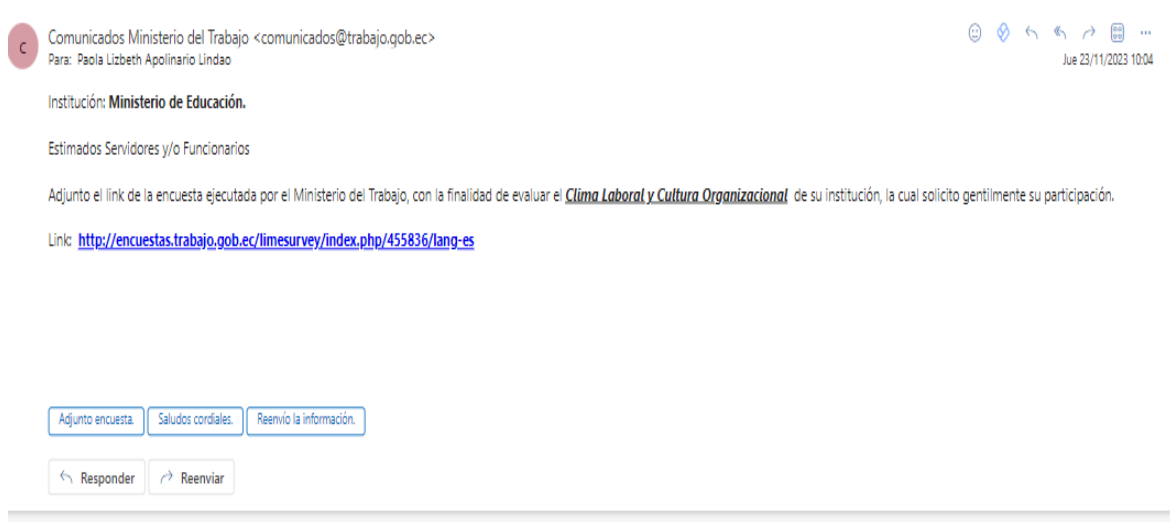 C
Comunicados Ministerio del Trabajo <comunicados@trabajo.gob.ec>
Para: Paola Lizbeth Apolinario Lindao
Jue 23/11/2023 10:04
Institución: Ministerio de Educación.
Estimados Servidores y/o Funcionarios
Adjunto el link de la encuesta ejecutada por el Ministerio del Trabajo, con la finalidad de evaluar el Clima Laboral y Cultura Organizacional de su institución, la cual solicito gentilmente su participación.
Link: http://encuestas.trabajo.gob.ec/limesurvey/index.php/455836/lang-es
Adjunto encuesta. Saludos cordiales. Reenvío la información.
Responder Reenviar